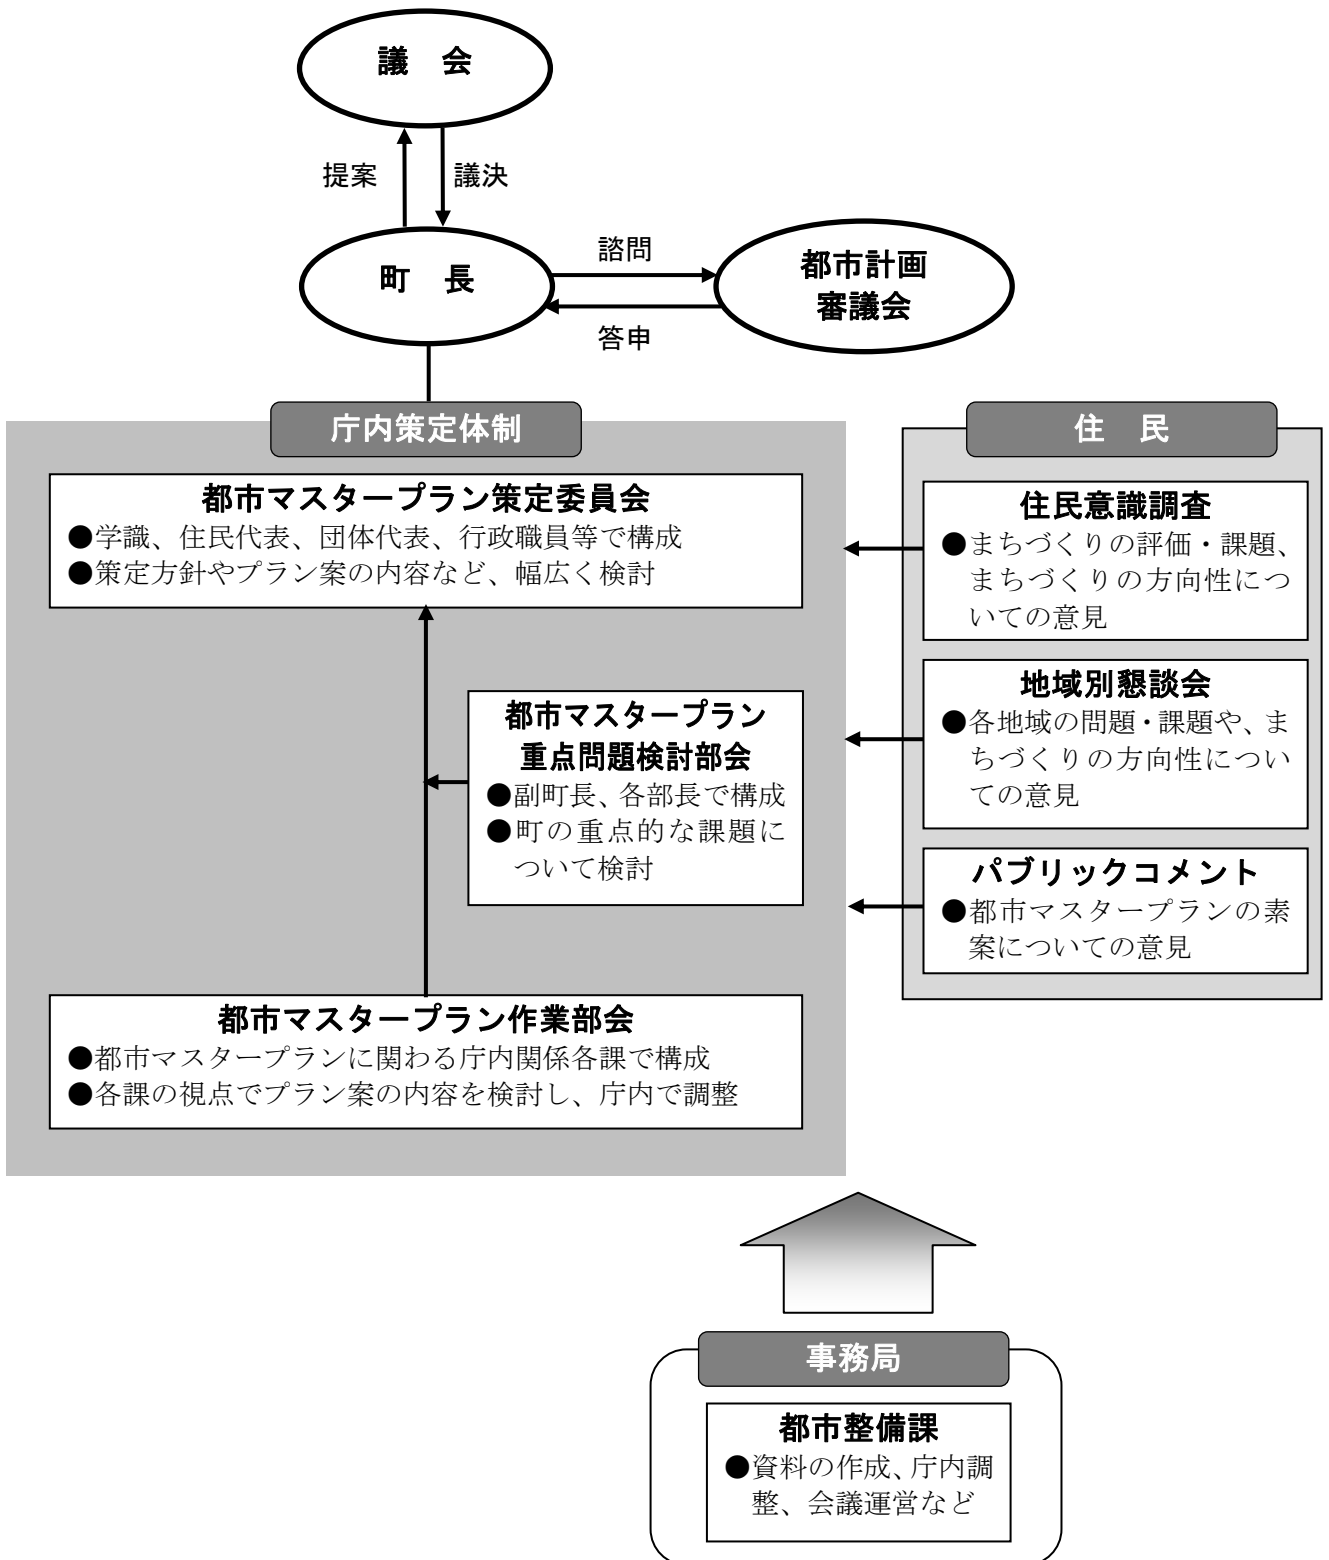 議　会
提案
議決
町　長
諮問
答申
都市計画
審議会
庁内策定体制
都市マスタープラン策定委員会
●学識、住民代表、団体代表、行政職員等で構成
●策定方針やプラン案の内容など、幅広く検討
都市マスタープラン
重点問題検討部会
●副町長、各部長で構成
●町の重点的な課題に
ついて検討
都市マスタープラン作業部会
●都市マスタープランに関わる庁内関係各課で構成
●各課の視点でプラン案の内容を検討し、庁内で調整
住　民
住民意識調査
●まちづくりの評価・課題、
まちづくりの方向性につ
いての意見
地域別懇談会
●各地域の問題・課題や、ま
ちづくりの方向性につい
ての意見
パブリックコメント
●都市マスタープランの素
案についての意見
事務局
都市整備課
●資料の作成、庁内調
整、会議運営など